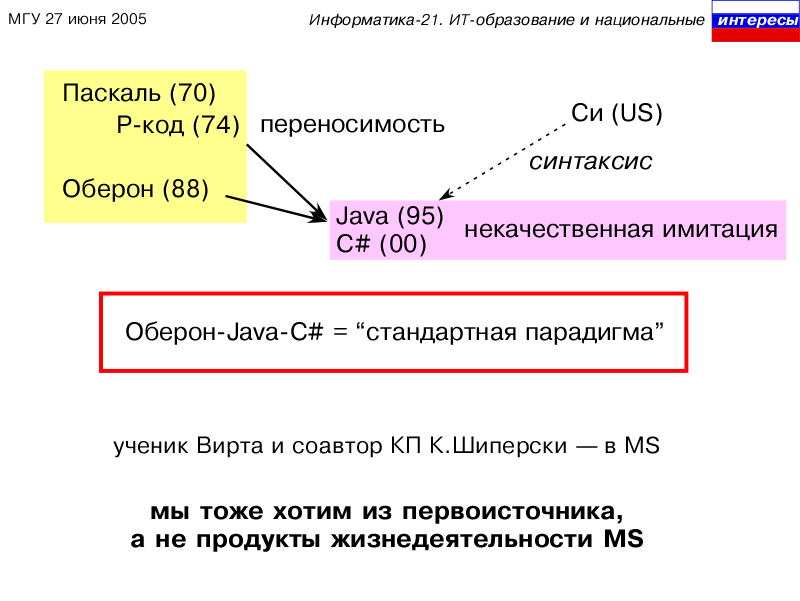 МГУ 27 июня 2005
Информатика-21. ИТ-образование и национальные интересы
Паскаль (70)
Р-код (74)
переносимость
Си (US)
синтаксис
Оберон (88)
Java (95)
C# (00)
некачественная имитация
Оберон-Java-C# = “стандартная парадигма”
ученик Вирта и соавтор КП К.Шиперски — в MS
мы тоже хотим из первоисточника,
а не продукты жизнедеятельности MS